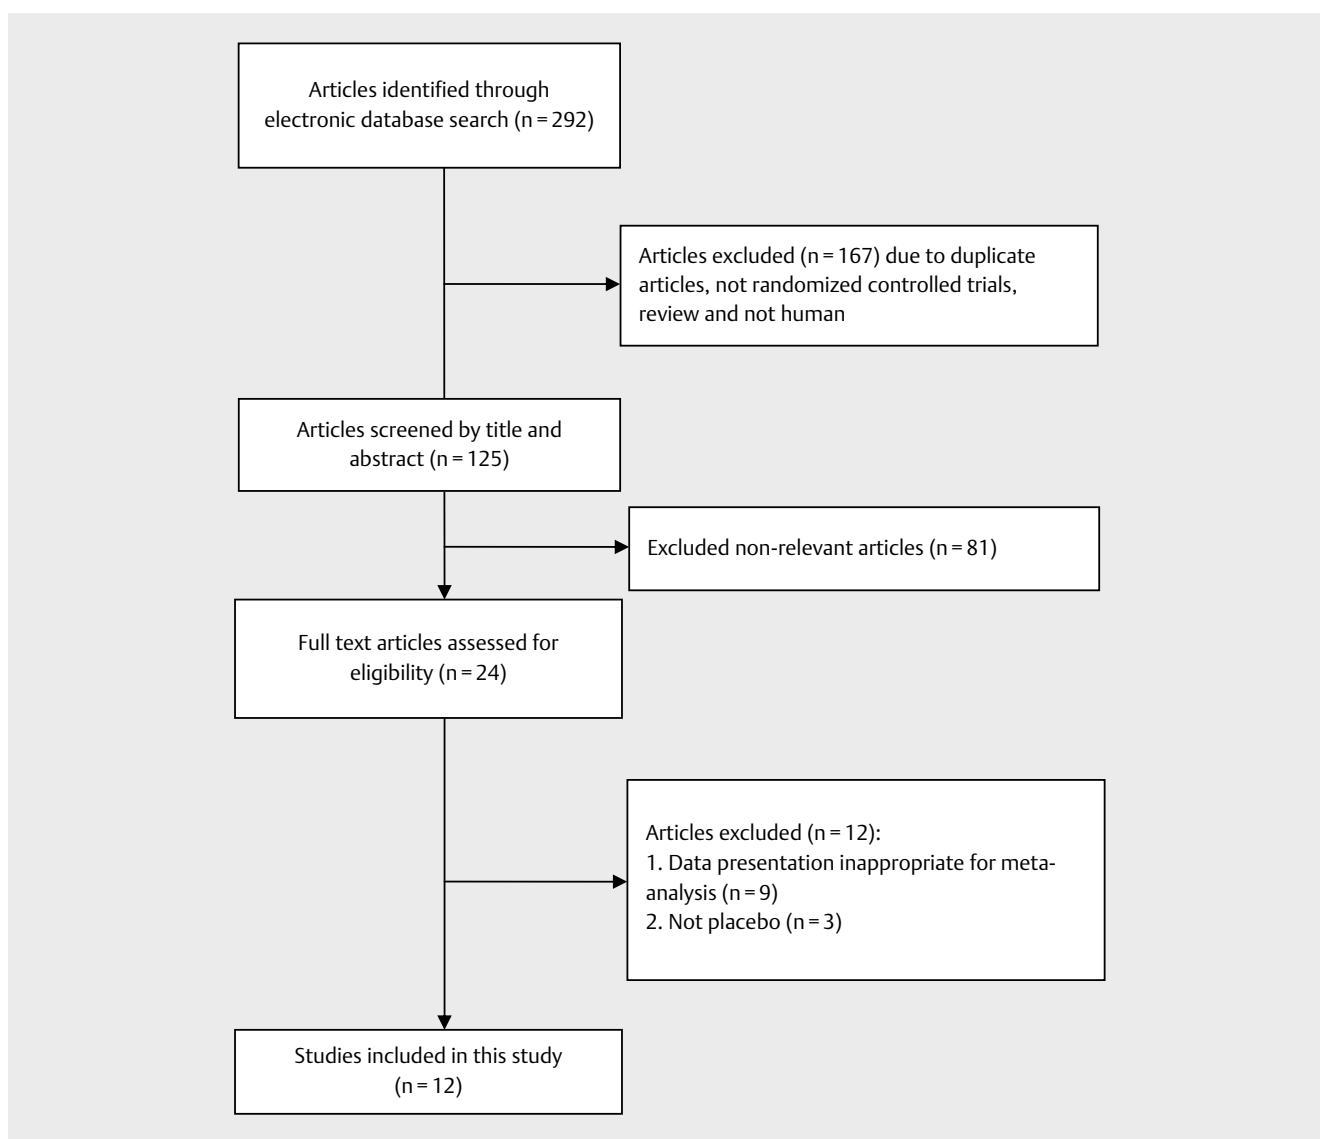 Articles identified through
electronic database search (n = 292)
Articles excluded (n = 167) due to duplicate
articles, not randomized controlled trials,
review and not human
Articles screened by title and
abstract (n = 125)
Excluded non-relevant articles (n = 81)
Full text articles assessed for
eligibility (n = 24)
Articles excluded (n = 12):
1. Data presentation inappropriate for meta-
analysis (n = 9)
2. Not placebo (n = 3)
Studies included in this study
(n = 12)